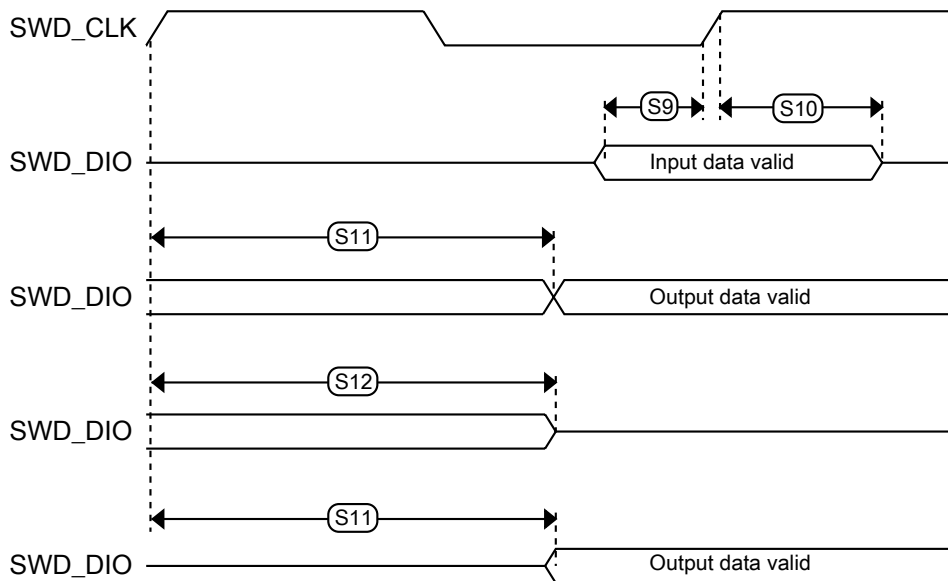 SWD_CLK
S9
S10
SWD_DIO
Input data valid
S11
SWD_DIO
Output data valid
S12
SWD_DIO
S11
SWD_DIO
Output data valid